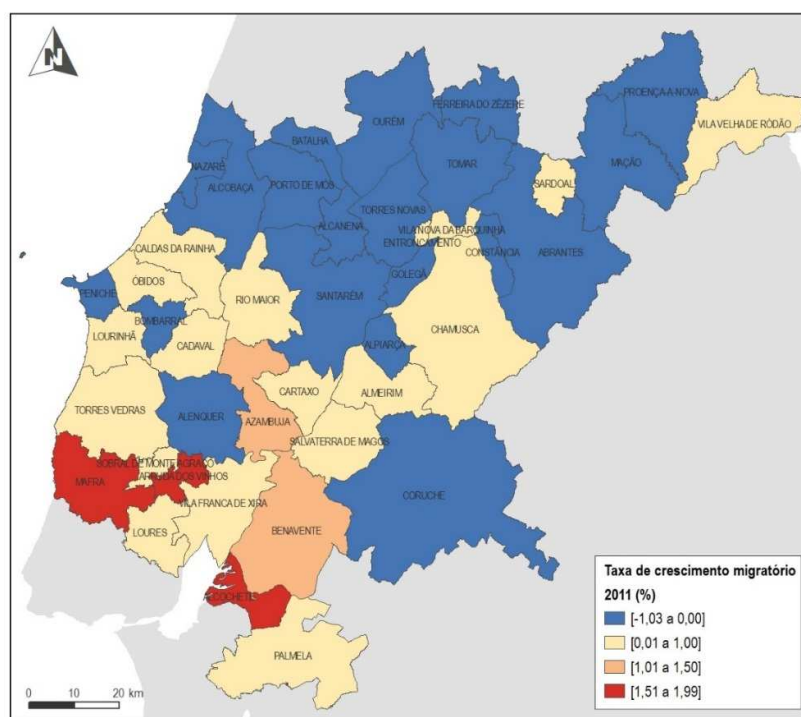 N
PROENÇA-A-NOVA
FERREIRA DO ZÊZERE
OURÉM
VILA VELHA DE RÓDÃO
BATALHA
TOMAR
MAÇÃO
NAZARÉ
SARDOAL
ALCOBAÇA
PORTO DE MÓS
TORRES NOVAS
ALCANENA
VILA NOVA DA BARQUINHA
ENTRONCAMENTO
CONSTÂNCIA
ABRANTES
CALDAS DA RAINHA
GOLEGÃ
ÓBIDOS
PENICHE
RIO MAIOR
SANTARÉM
BOMBARRAL
CHAMUSCA
LOURINHÃ
CADAVAL
ALPIARÇA
CARTAXO
ALMEIRIM
TORRES VEDRAS
ALENQUER
AZAMBUJA
SALVATERRA DE MAGOS
SOBRAL DE MONTE AGRAÇO
ARRUDA DOS VINHOS
MAFRA
CORUCHE
VILA FRANCA DE XIRA
LOURES
BENAVENTE
ALCOCHETE
PALMELA
Taxa de crescimento migratório
2011 (%)
[-1,03 a 0,00]
[0,01 a 1,00]
[1,01 a 1,50]
[1,51 a 1,99]
0 10 20 km